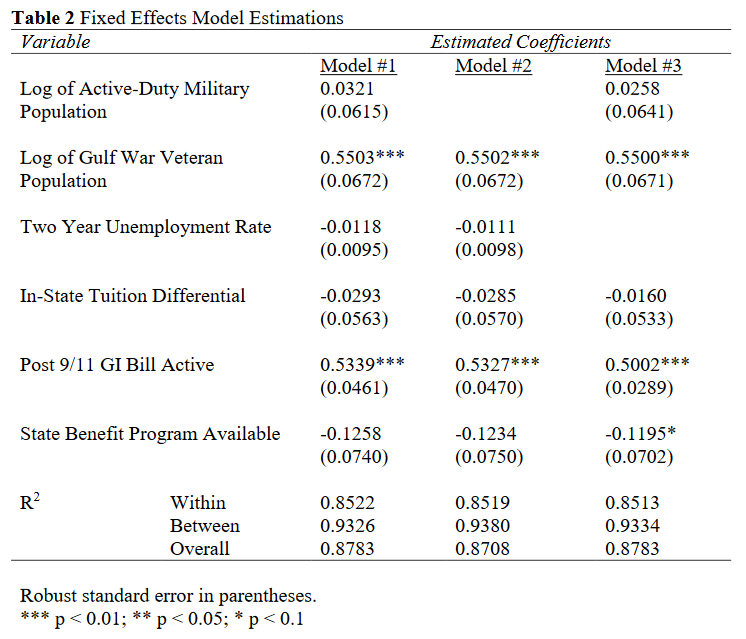 Table 2 Fixed Effects Model Estimations
Variable Estimated Coefficients
Model #1 Model #2 Model #3
Log of Active-Duty Military 0.0321 0.0258
Population (0.0615) (0.0641)
Log of Gulf War Veteran 0.5503*** 0.5502*** 0.5500***
Population (0.0672) (0.0672) (0.0671)
Two Year Unemployment Rate -0.0118 -0.0111
(0.0095) (0.0098)
In-State Tuition Differential -0.0293 -0.0285 -0.0160
(0.0563) (0.0570) (0.0533)
Post 9/11 GI Bill Active 0.5339*** 0.5327*** 0.5002***
(0.0461) (0.0470) (0.0289)
State Benefit Program Available -0.1258 -0.1234 -0.1195*
(0.0740) (0.0750) (0.0702)
R² Within 0.8522 0.8519 0.8513
Between 0.9326 0.9380 0.9334
Overall 0.8783 0.8708 0.8783
Robust standard error in parentheses.
*** p < 0.01; ** p < 0.05; * p < 0.1